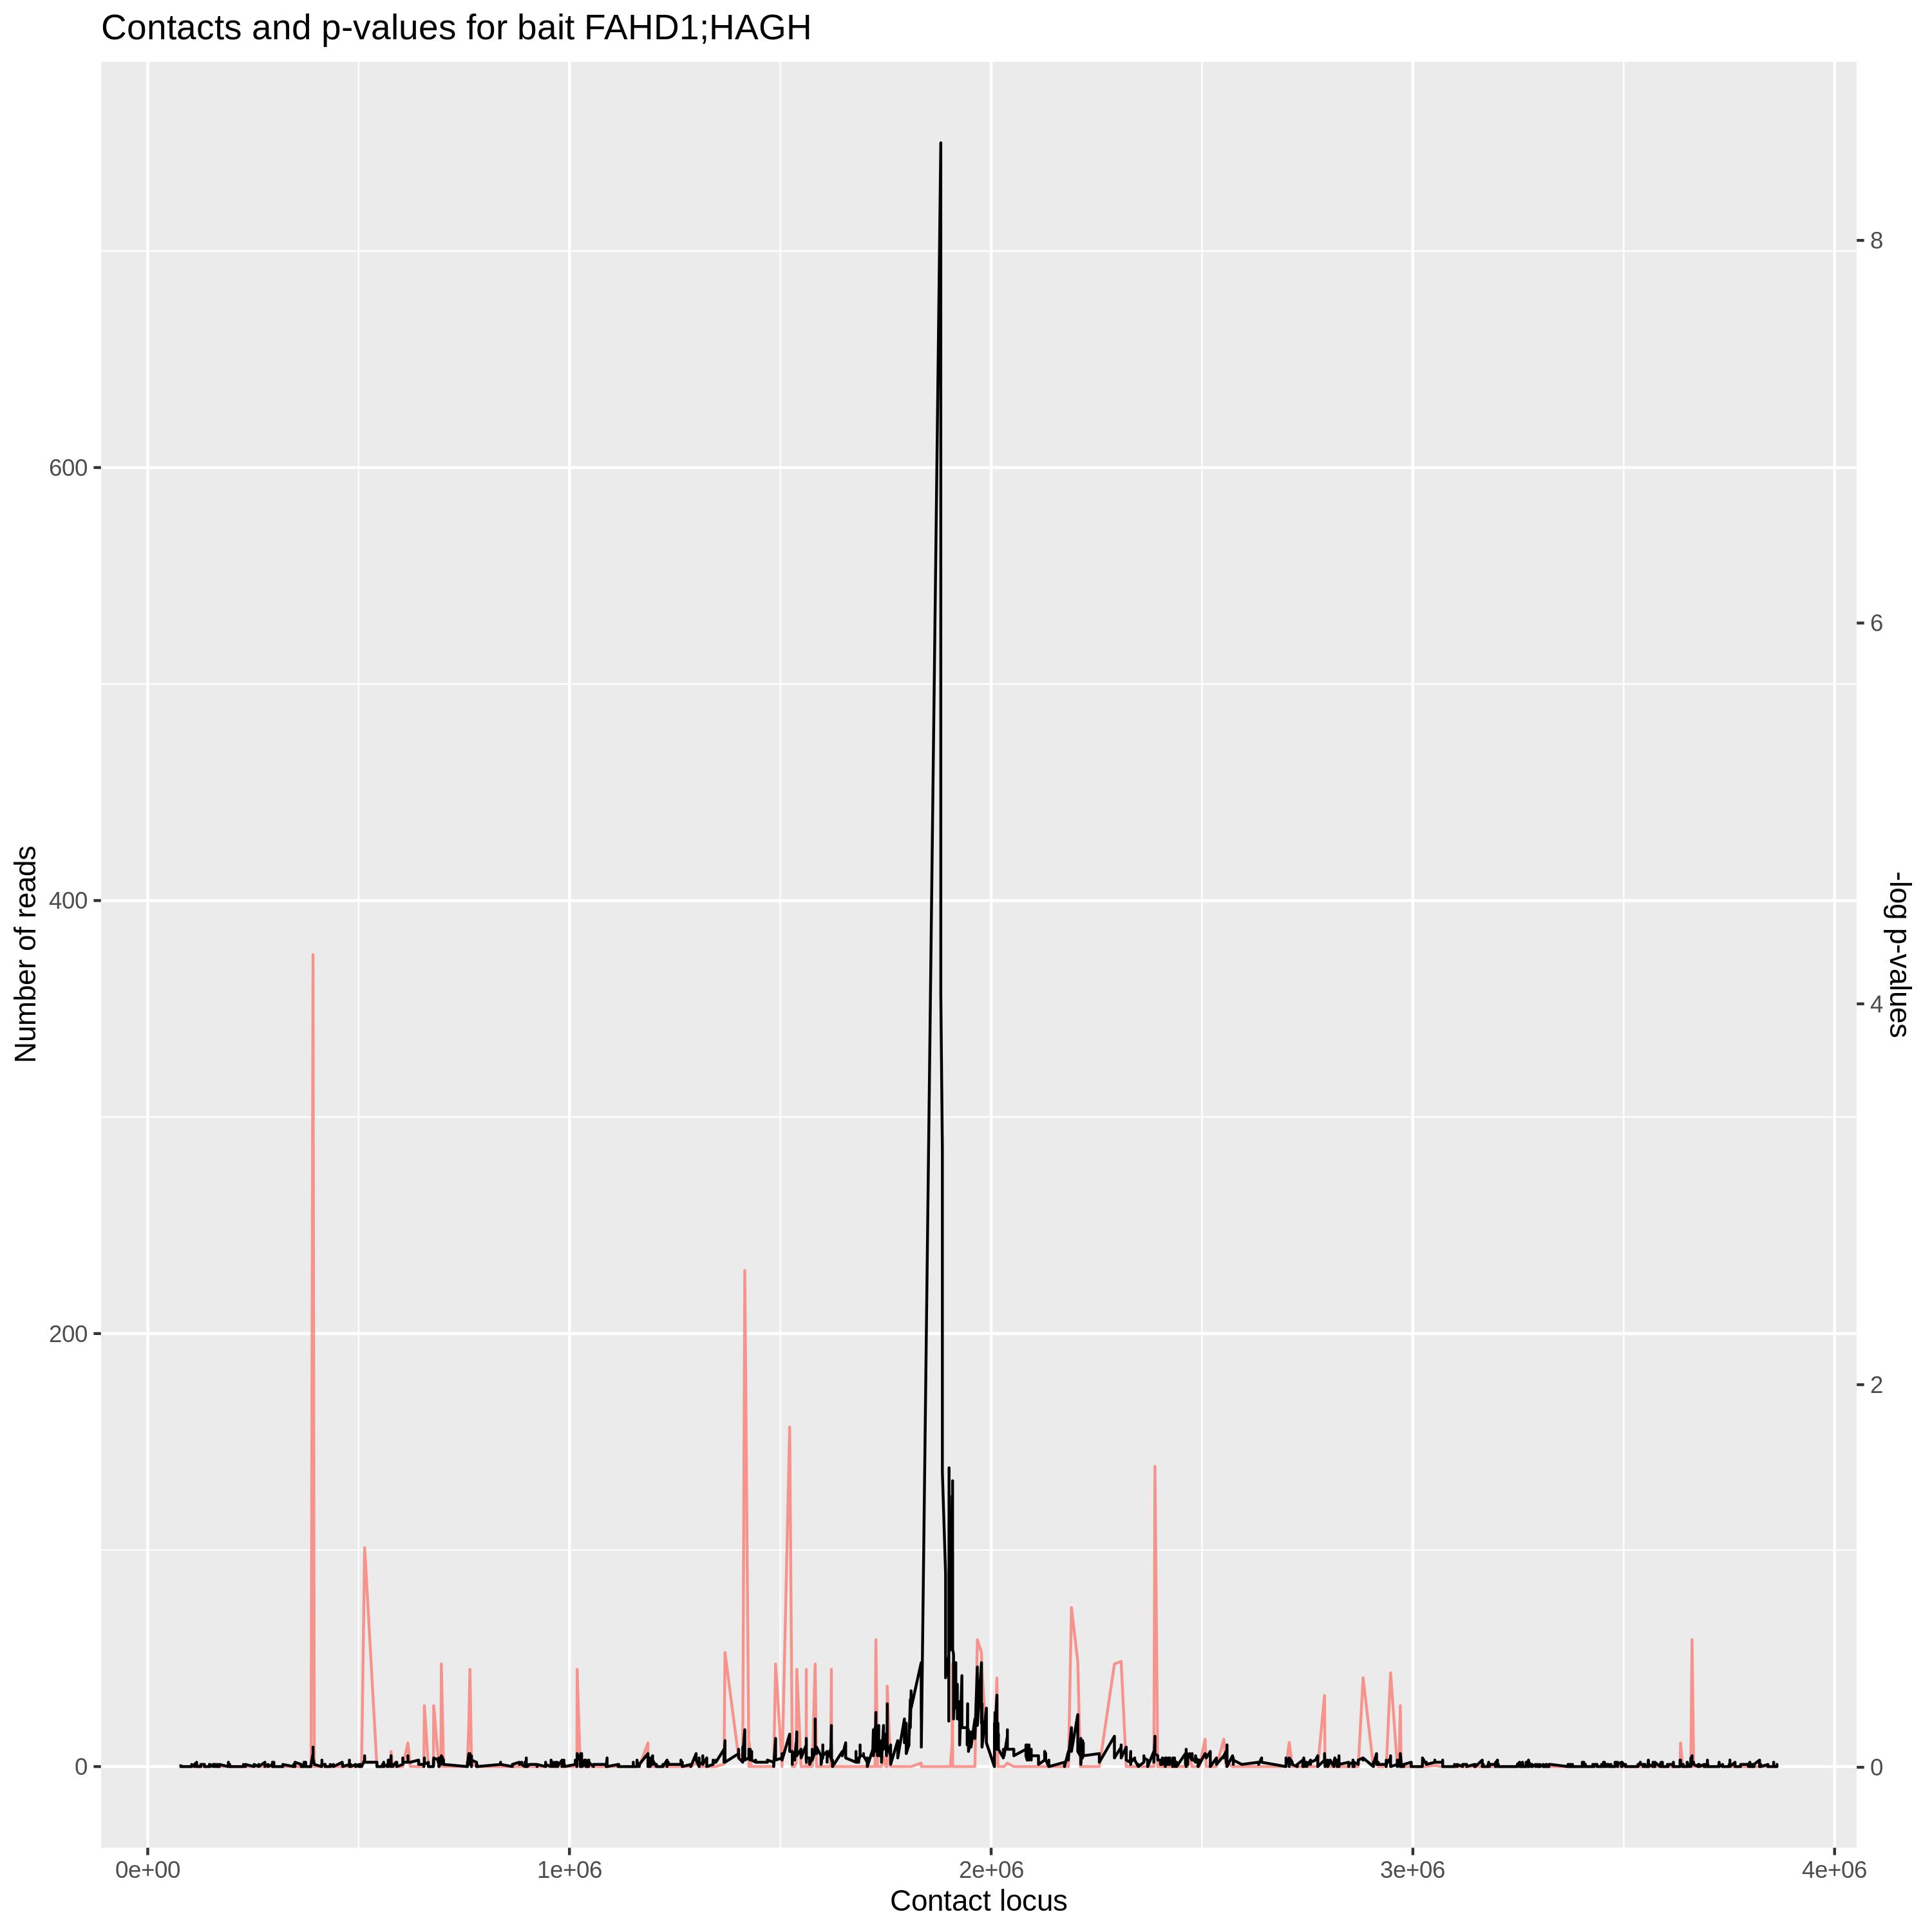 Contacts and p-values for bait FAHD1;HAGH
Number of reads
600
400
200
0
8
6
4
2
0
-log p-values
0e+00
1e+06
2e+06
3e+06
4e+06
Contact locus